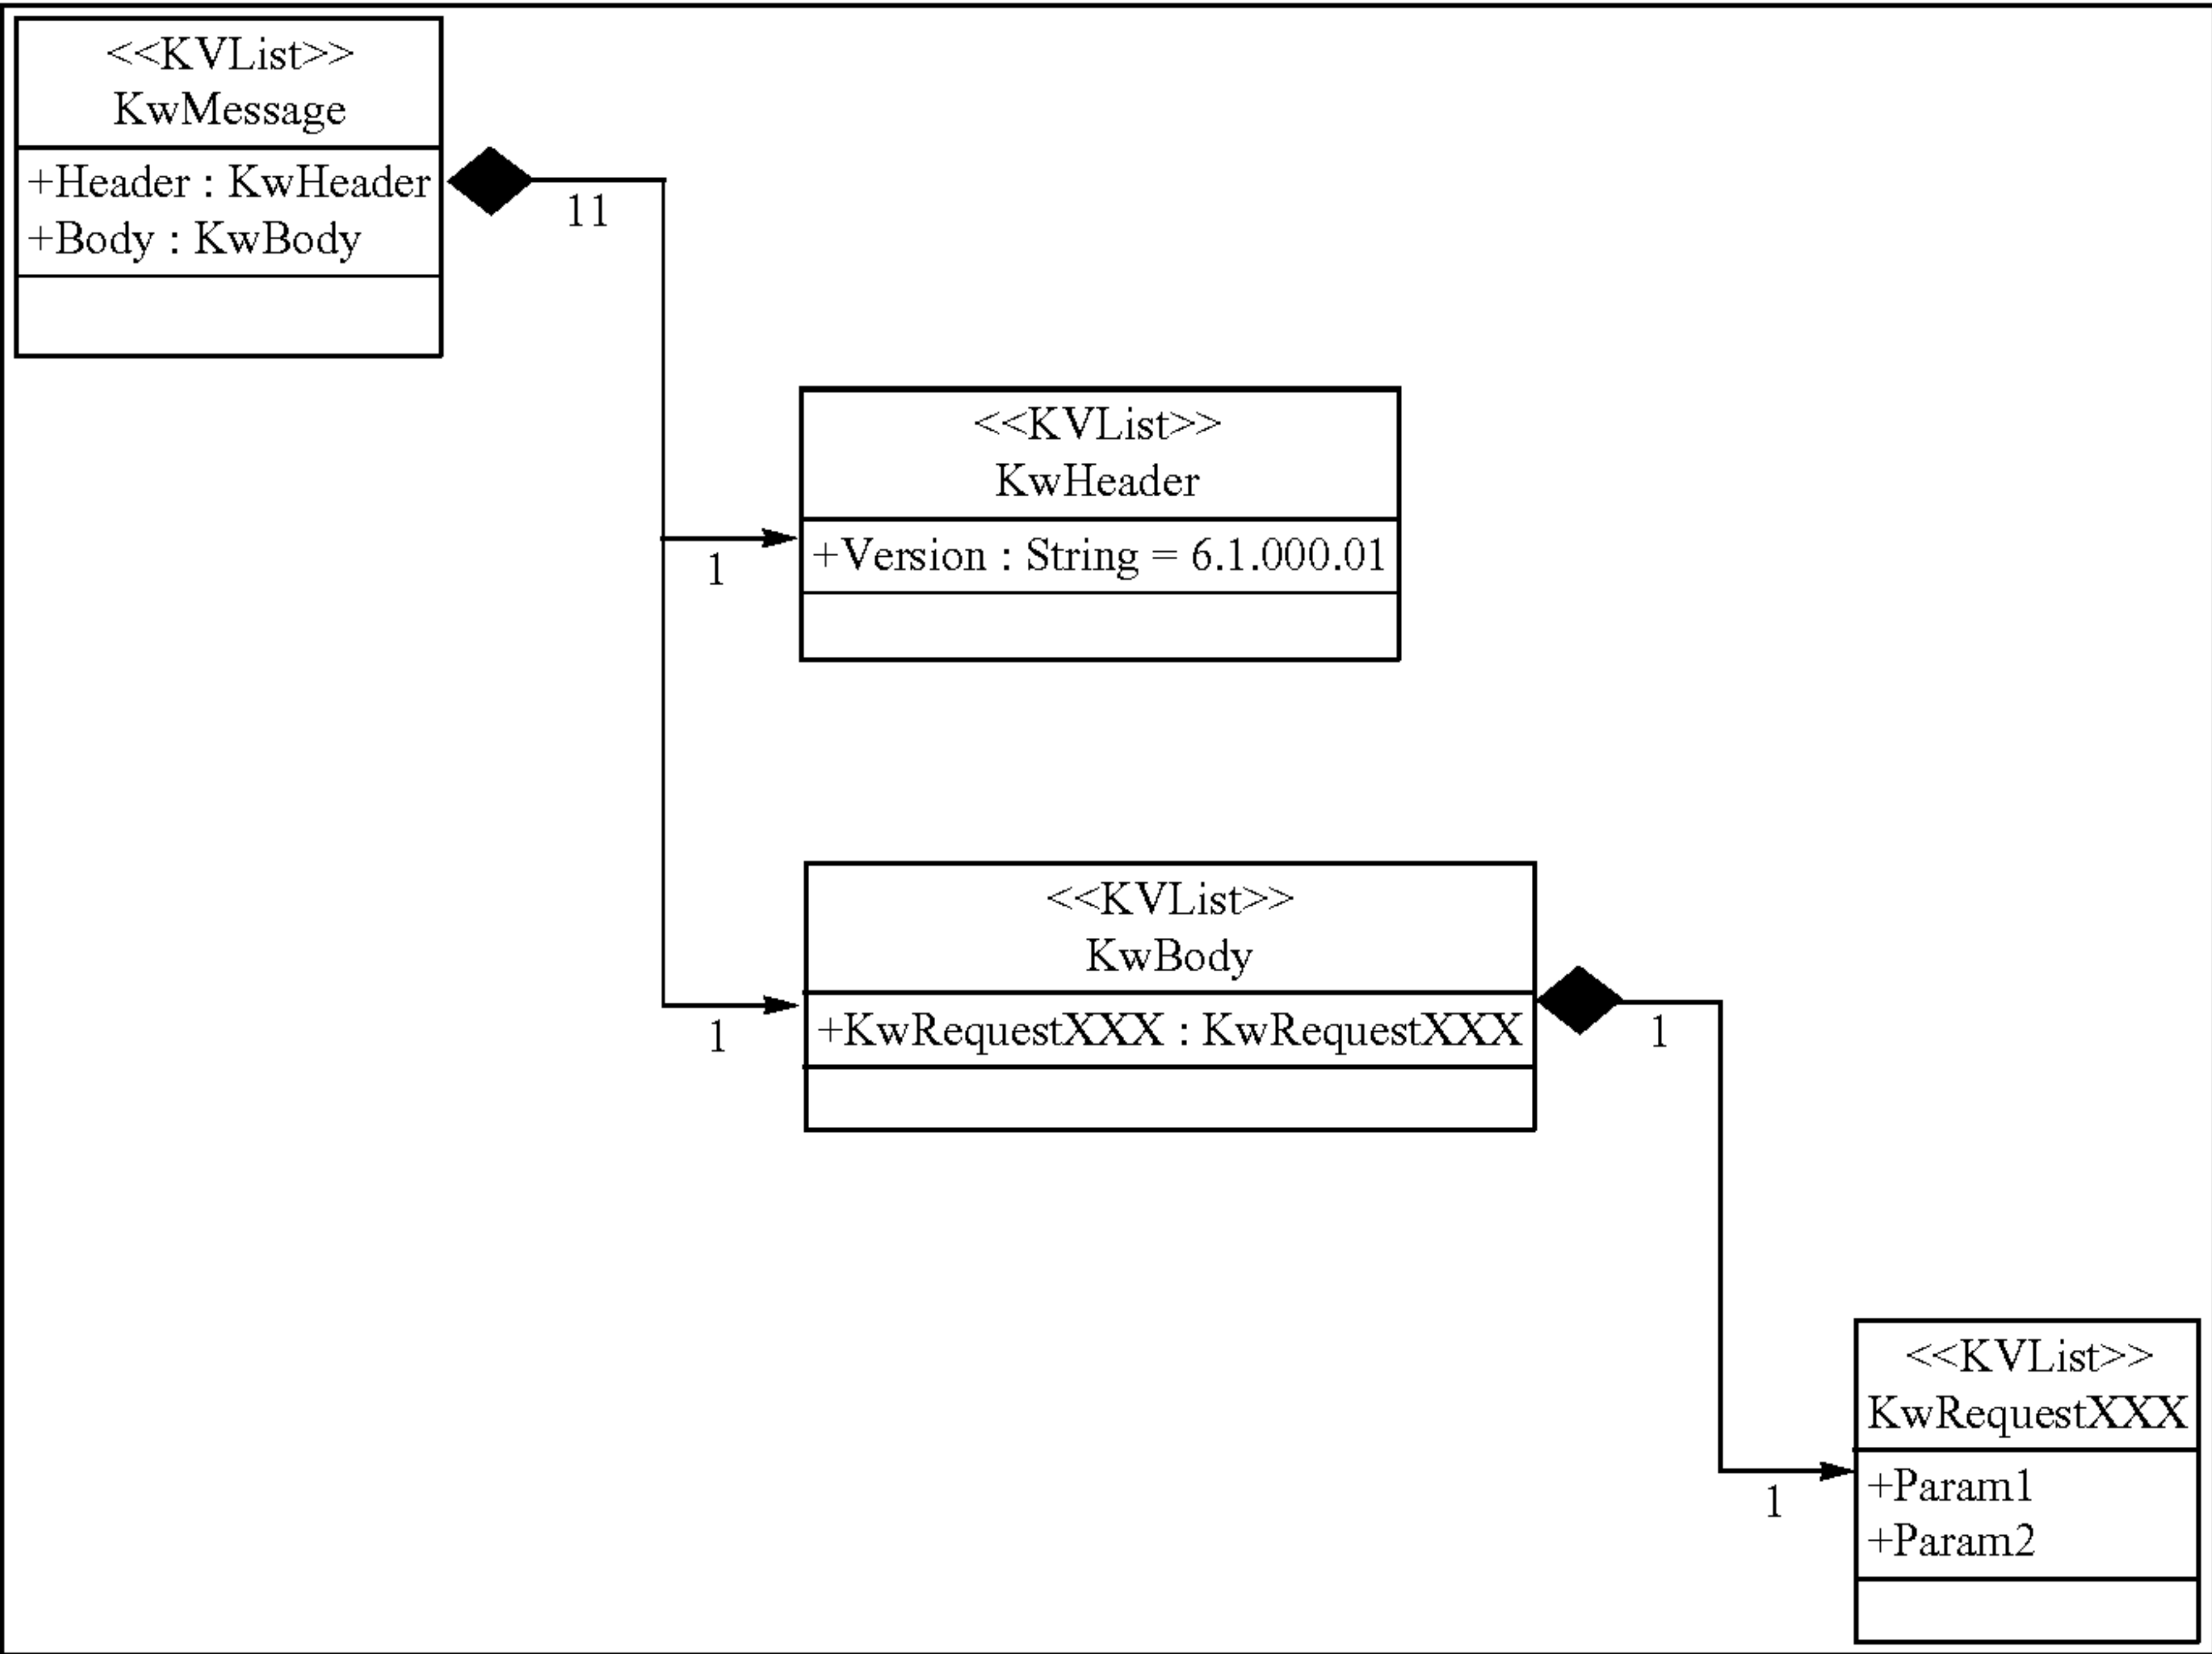 <<KVList>>
KwMessage
+Header : KwHeader
+Body : KwBody
11
<<KVList>>
KwHeader
+Version : String = 6.1.000.01
1
<<KVList>>
KwBody
+KwRequestXXX : KwRequestXXX
1
1
<<KVList>>
KwRequestXXX
+Param1
+Param2
1